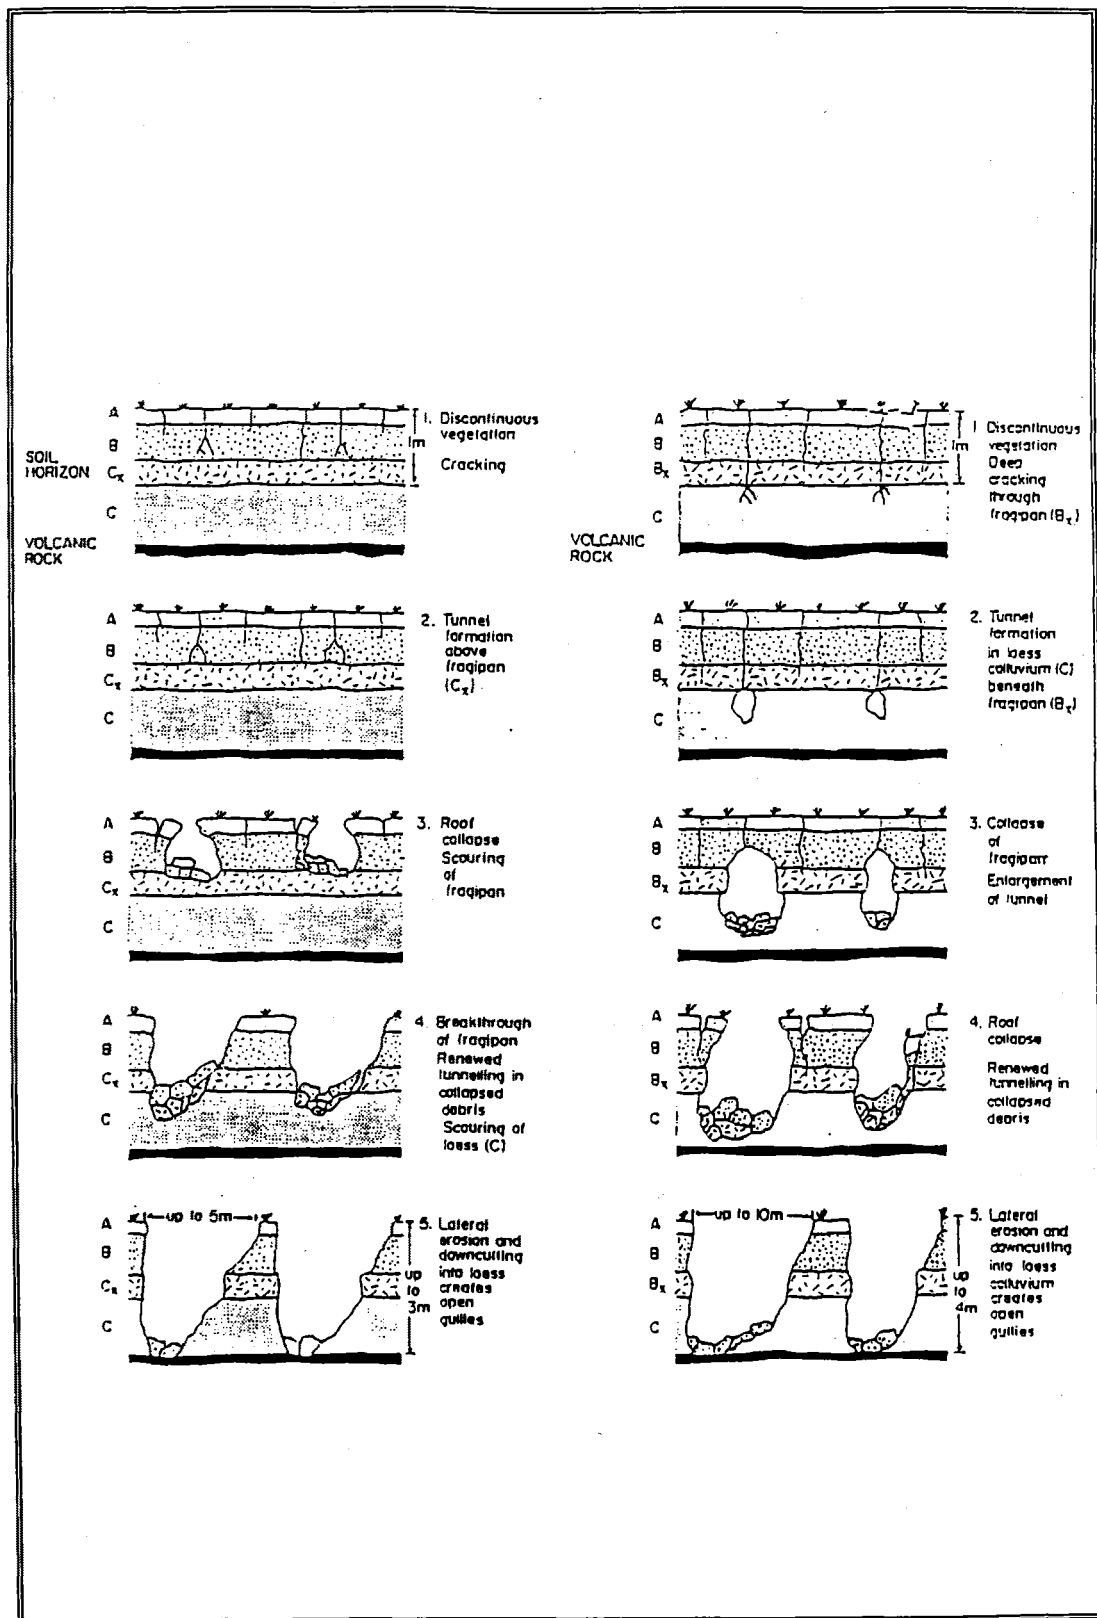 A
B
SOIL
HORIZON
Cx
C
VOLCANIC
ROCK
1m
1. Discontinuous
vegetation
Cracking
A
B
Cx
C
2. Tunnel
formation
above
fragipan
(Cx)
A
B
Cx
C
3. Roof
collapse
Scouring
of
fragipan
A
B
Cx
C
4. Breakthrough
of fragipan
Renewed
tunnelling in
collapsed
debris
Scouring of
loess (C)
A
B
Cx
C
up to 5m
up
to
3m
5. Lateral
erosion and
downcutting
into loess
creates
open
gullies
A
B
Bx
C
VOLCANIC
ROCK
1m
1 Discontinuous
vegetation
Deep
cracking
through
fragipan (Bx)
A
B
Bx
C
2. Tunnel
formation
in loess
colluvium (C)
beneath
fragipan (Bx)
A
B
Bx
C
3. Collapse
of
fragipan
Enlargement
of tunnel
A
B
Bx
C
4. Roof
collapse
Renewed
tunnelling in
collapsed
debris
A
B
Bx
C
up to 10m
up
to
4m
5. Lateral
erosion and
downcutting
into loess
colluvium
creates
open
gullies